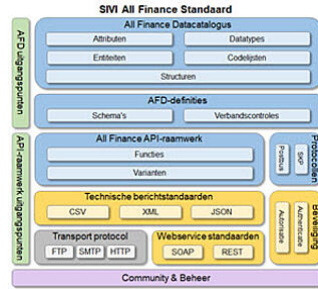 SIVI All Finance Standaard
AFD-uitgangspunten
All Finance Datacatalogus
Attributen
Datatypes
Entiteiten
Codelijsten
Structuren
AFD-definities
Schema's
Verbandscontroles
API-raamwerk uitgangspunten
All Finance API-raamwerk
Functies
Varianten
Protocollen
Postbus
SKP
Technische berichtstandaarden
CSV
XML
JSON
Beveiliging
Autorisatie
Authenticatie
Transport protocol
FTP
SMTP
HTTP
Webservice standaarden
SOAP
REST
Community & Beheer